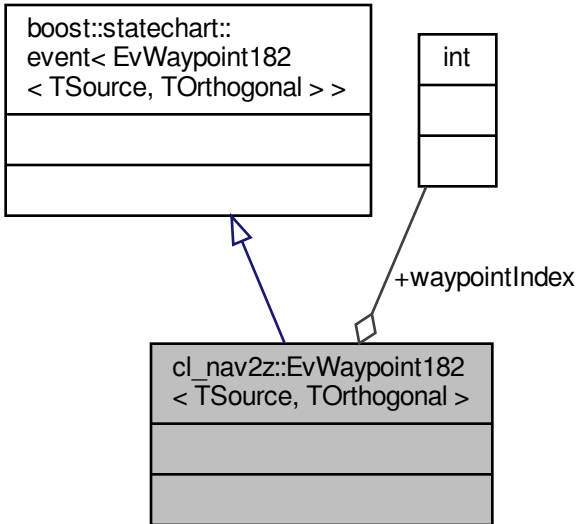 boost::statechart::
event< EvWaypoint182
< TSource, TOrthogonal > >
int
+waypointIndex
cl_nav2z::EvWaypoint182
< TSource, TOrthogonal >